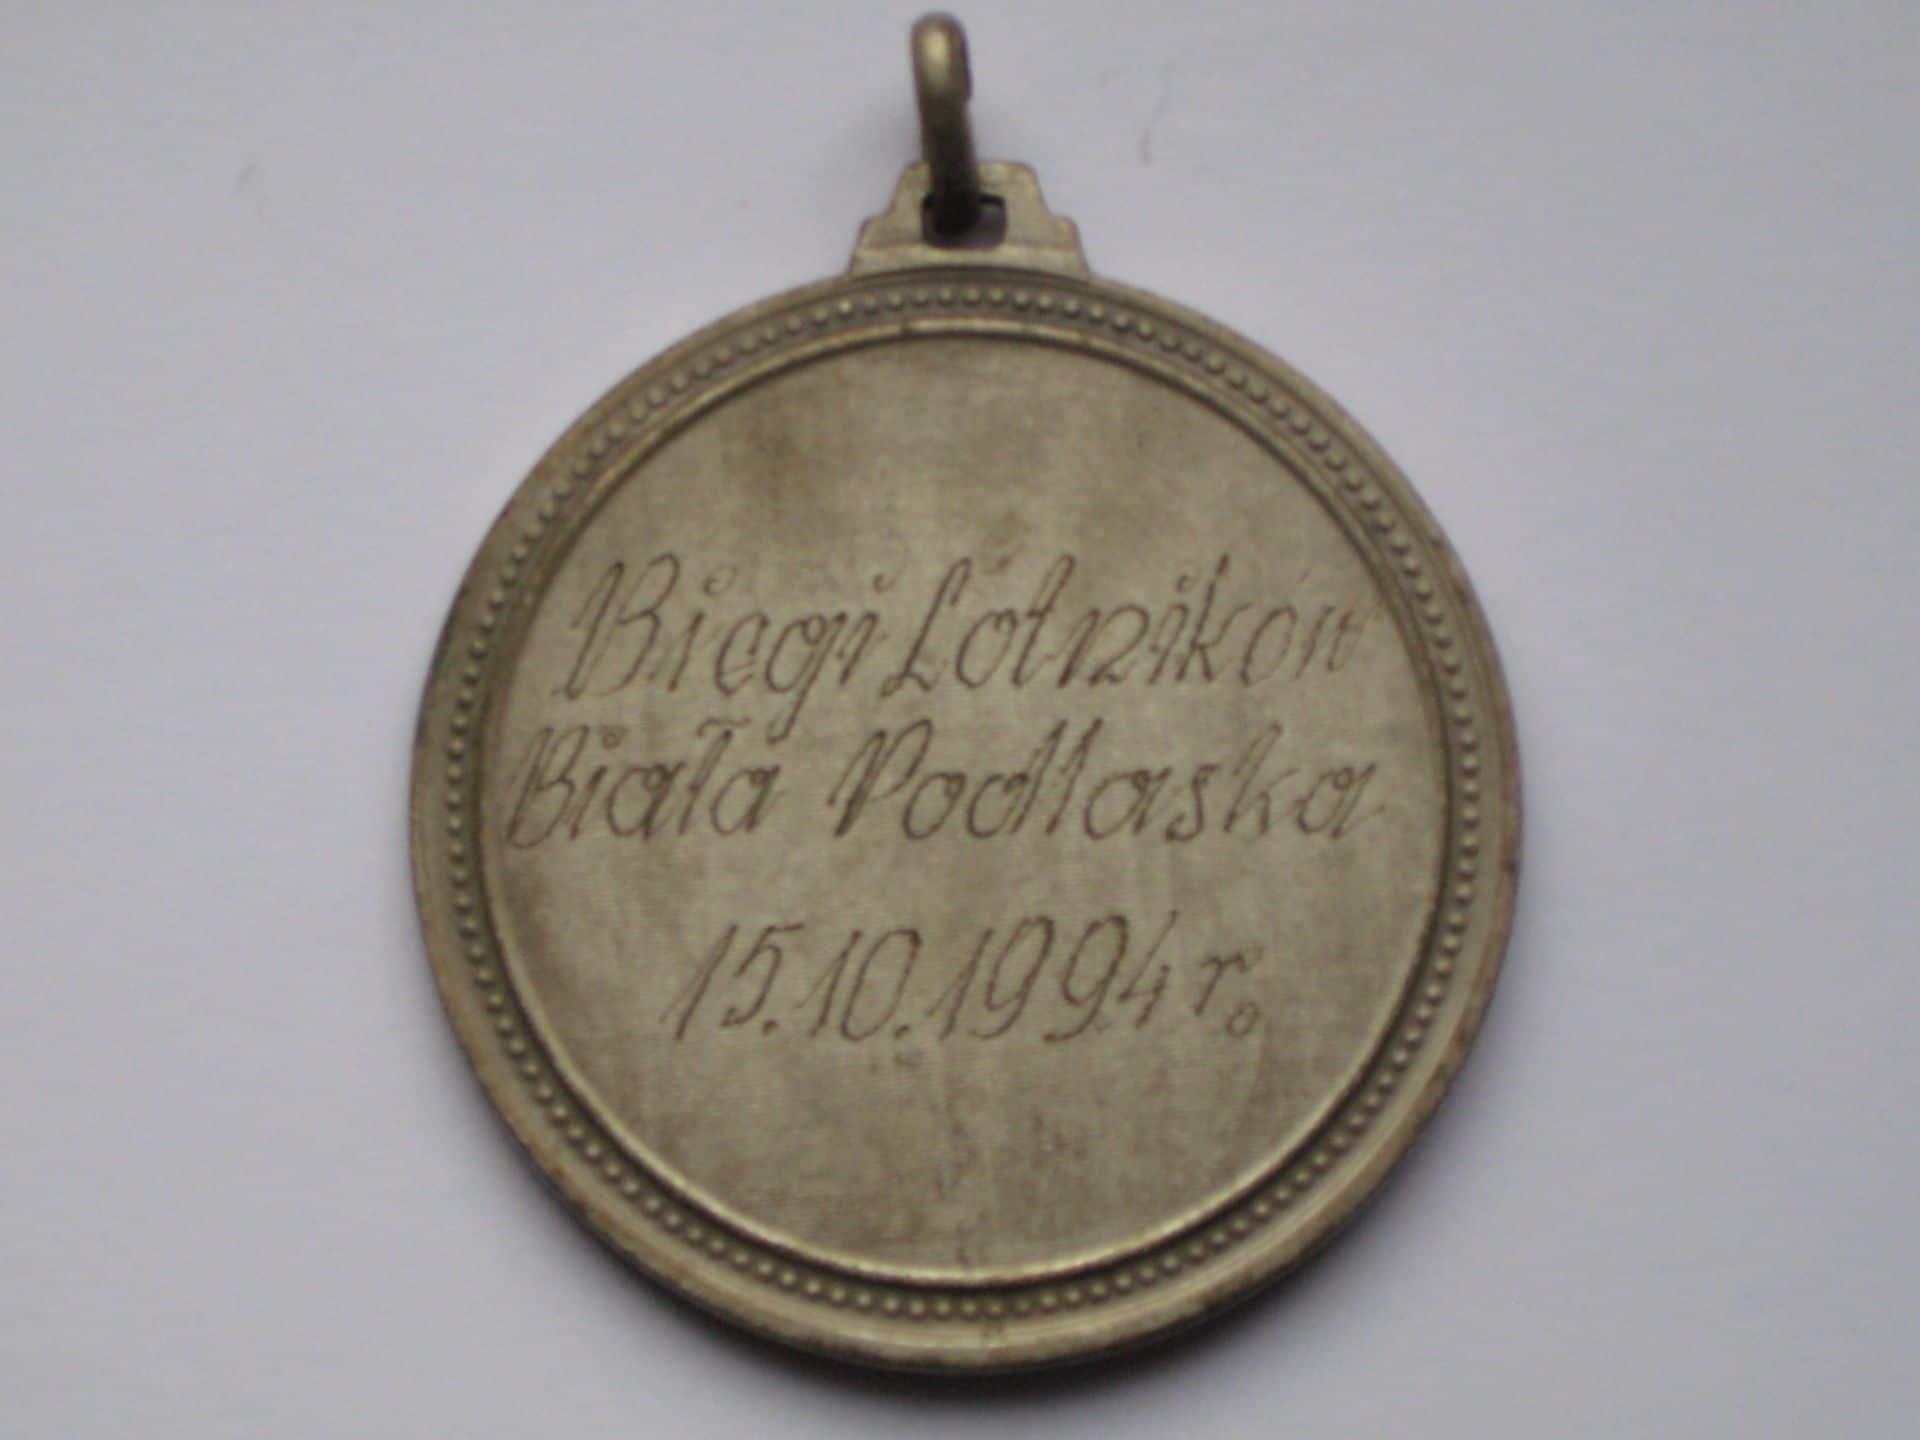 Biegi Lotników
Biała Podlaska
15.10.1994 r.